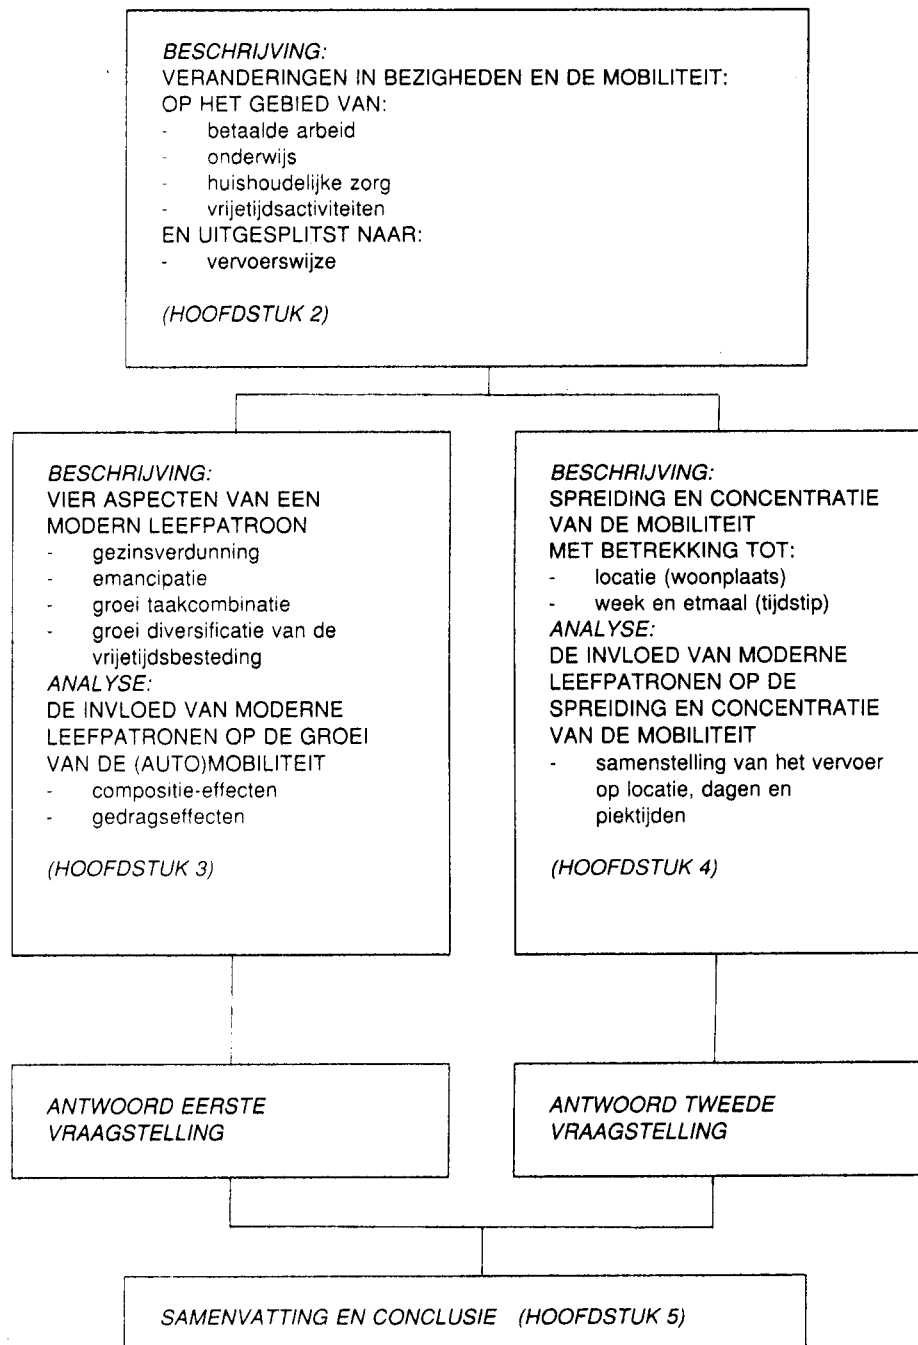 BESCHRIJVING:
VERANDERINGEN IN BEZIGHEDEN EN DE MOBILITEIT:
OP HET GEBIED VAN:
- betaalde arbeid
- onderwijs
- huishoudelijke zorg
- vrijetijdsactiviteiten
EN UITGESPLITST NAAR:
- vervoerswijze
(HOOFDSTUK 2)
BESCHRIJVING:
VIER ASPECTEN VAN EEN
MODERN LEEFPATROON
- gezinsverdunning
- emancipatie
- groei taakcombinatie
- groei diversificatie van de
vrijetijdsbesteding
ANALYSE:
DE INVLOED VAN MODERNE
LEEFPATRONEN OP DE GROEI
VAN DE (AUTO)MOBILITEIT
- compositie-effecten
- gedragseffecten
(HOOFDSTUK 3)
BESCHRIJVING:
SPREIDING EN CONCENTRATIE
VAN DE MOBILITEIT
MET BETREKKING TOT:
- locatie (woonplaats)
- week en etmaal (tijdstip)
ANALYSE:
DE INVLOED VAN MODERNE
LEEFPATRONEN OP DE
SPREIDING EN CONCENTRATIE
VAN DE MOBILITEIT
- samenstelling van het vervoer
op locatie, dagen en
piektijden
(HOOFDSTUK 4)
ANTWOORD EERSTE
VRAAGSTELLING
ANTWOORD TWEEDE
VRAAGSTELLING
SAMENVATTING EN CONCLUSIE (HOOFDSTUK 5)